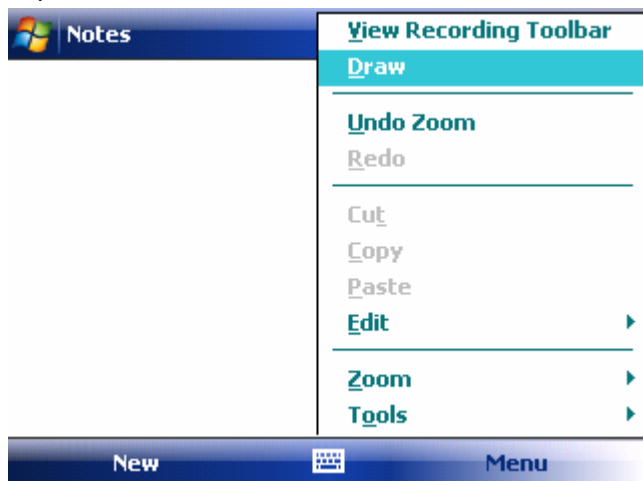 Notes
View Recording Toolbar
Draw
Undo Zoom
Redo
Cut
Copy
Paste
Edit
Zoom
Tools
New
Menu